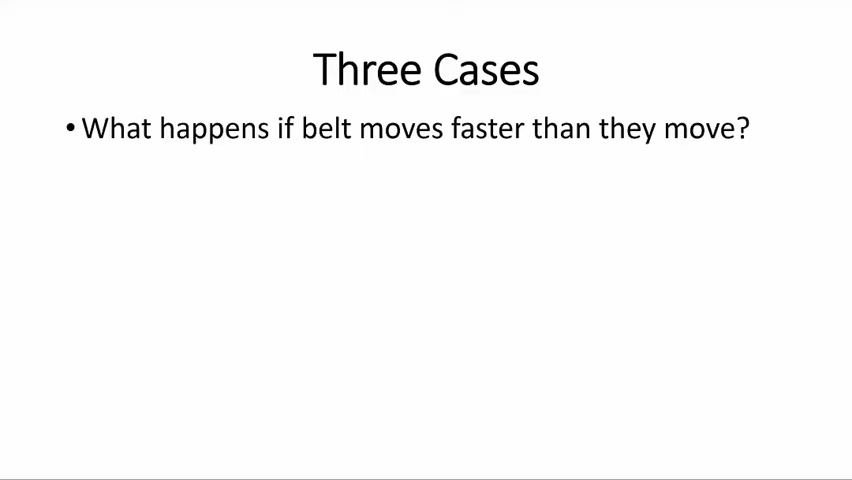 Three Cases
• What happens if belt moves faster than they move?